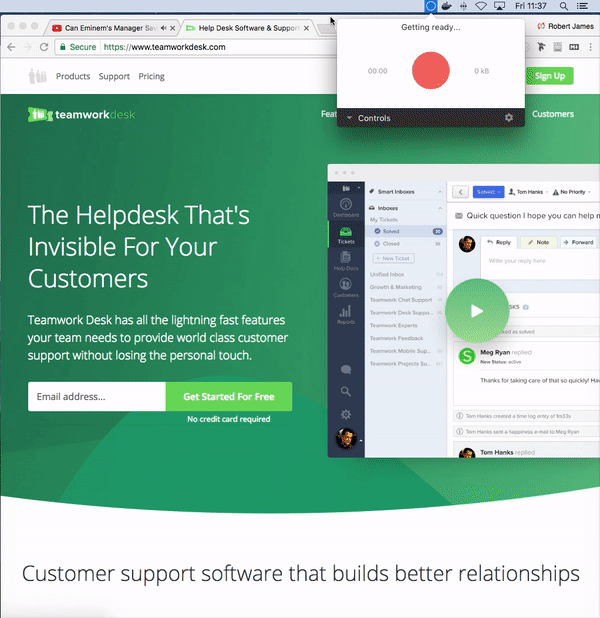 Fri 11:37
Can Eminem's Manager Sav
Help Desk Software & Support
Robert James
Secure
https://www.teamworkdesk.com
Getting ready...
00:00
0 kB
Controls
Products
Support
Pricing
Sign Up
teamworkdesk
Customers
The Helpdesk That's
Invisible For Your
Customers
Teamwork Desk has all the lightning fast features
your team needs to provide world class customer
support without losing the personal touch.
Email address...
Get Started For Free
No credit card required
Dashboard
Tickets
Help Docs
Customers
Reports
Smart Inboxes
Inboxes
My Tickets
Solved
30
Closed
+ New Ticket
Unified Inbox
Growth & Marketing
Teamwork Chat Support
Teamwork Desk Suppo...
Teamwork Experts
Teamwork Feedback
Teamwork Mobile Sup...
Teamwork Projects Su...
Solved
Tom Hanks
No Priority
Quick question I hope you can help m
Reply
Note
Forward
Write your reply here
ked as solved
Meg Ryan replied
New Status: active
Thanks for taking care of that so quickly! Hav
Tom Hanks created a time log entry of 1m33s
Tom Hanks sent a happiness e-mail to Meg Ryan
Tom Hanks replied
Customer support software that builds better relationships